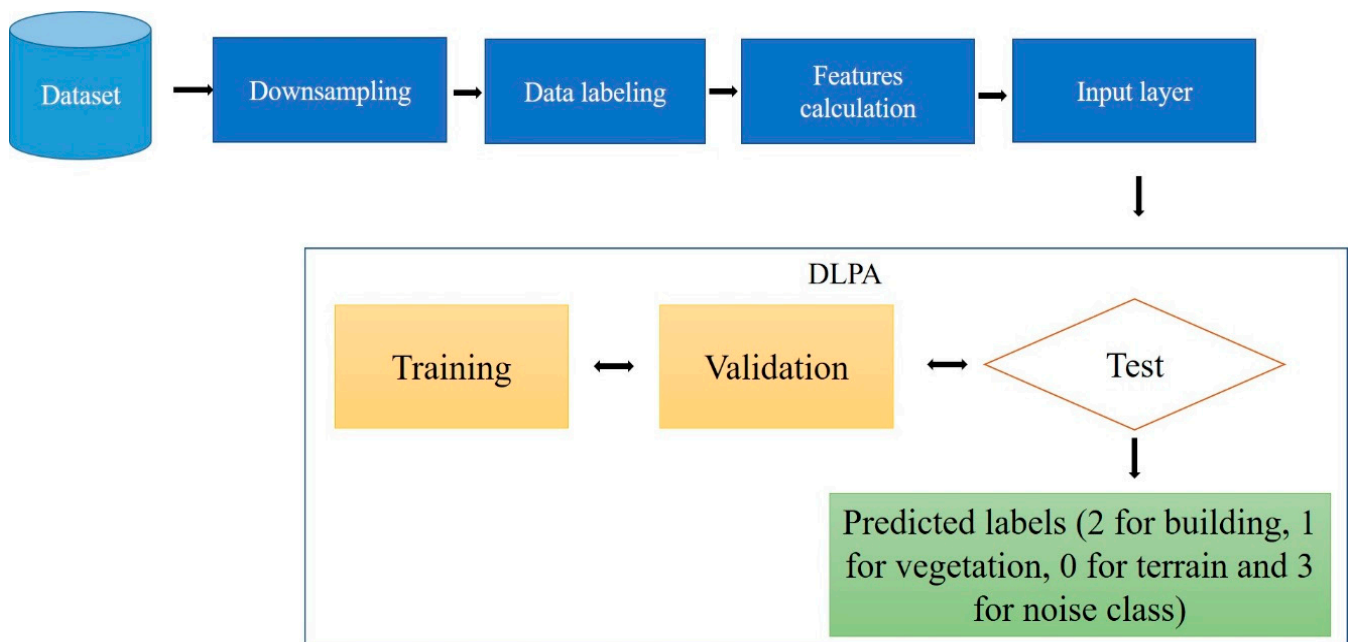 Dataset
Downsampling
Data labeling
Features
calculation
Input layer
DLPA
Training
Validation
Test
Predicted labels (2 for building, 1
for vegetation, 0 for terrain and 3
for noise class)